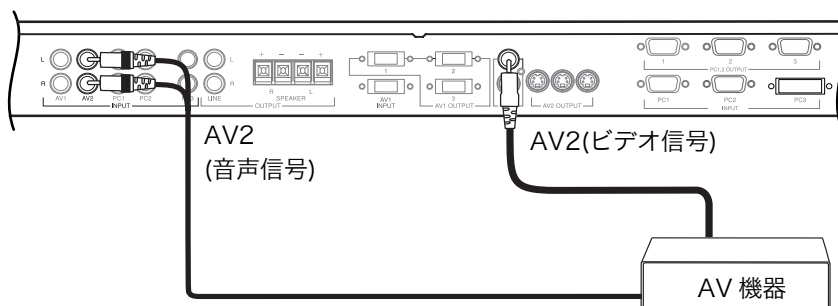 L
R
L
R
AV1
AV2
PC1
PC2
LINE
INPUT
OUTPUT
+ − − +
R L
SPEAKER
1
2
3
AV1
INPUT
AV1 OUTPUT
AV2 OUTPUT
1
2
3
PC1,2 OUTPUT
PC1
PC2
PC3
INPUT
AV2
(音声信号)
AV2(ビデオ信号)
AV 機器